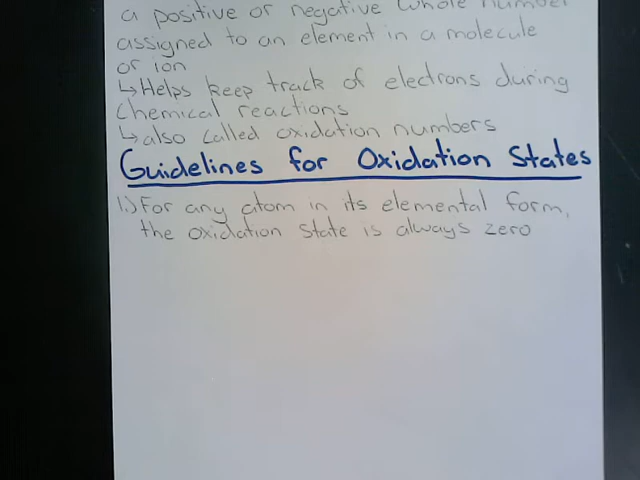 a positive or negative whole number
assigned to an element in a molecule
or ion
↳Helps keep track of electrons during
chemical reactions
↳also called oxidation numbers
Guidelines for Oxidation States
1.) For any atom in its elemental form,
the oxidation state is always zero